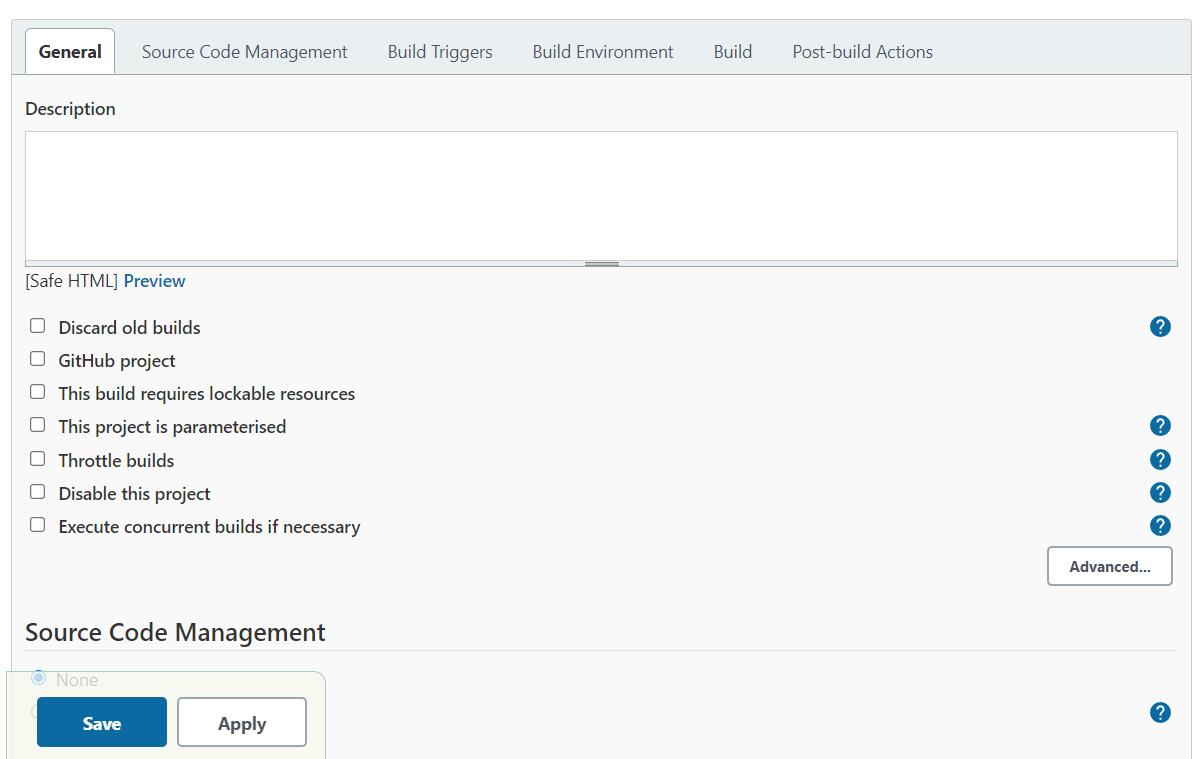 General Source Code Management Build Triggers Build Environment Build Post-build Actions
Description
[Safe HTML] Preview
Discard old builds ?
GitHub project
This build requires lockable resources
This project is parameterised ?
Throttle builds ?
Disable this project ?
Execute concurrent builds if necessary ?
Advanced...
Source Code Management
None
Save Apply ?